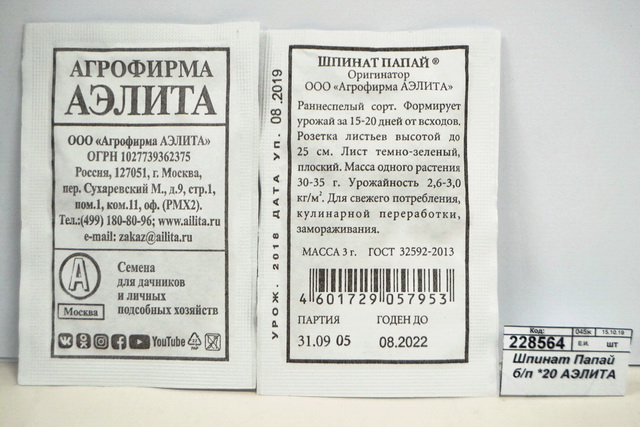 АГРОФИРМА
АЭЛИТА
ООО «Агрофирма АЭЛИТА»
ОГРН 1027739362375
Россия, 127051, г. Москва,
пер. Сухаревский М., д.9, стр.1,
пом.1, ком.11, оф. (РМХ2).
Тел.:(499) 180-80-96; www.ailita.ru
e-mail: zakaz@ailita.ru
А
Семена
для дачников
и личных
подсобных хозяйств
Москва
YouTube
УРОЖ. 2018 ДАТА УП. 08.2019
ШПИНАТ ПАПАЙ ®
Оригинатор
ООО «Агрофирма АЭЛИТА»
Раннеспелый сорт. Формирует
урожай за 15-20 дней от всходов.
Розетка листьев высотой до
25 см. Лист темно-зеленый,
плоский. Масса одного растения
30-35 г. Урожайность 2,6-3,0
кг/м². Для свежего потребления,
кулинарной переработки,
замораживания.
МАССА 3 г. ГОСТ 32592-2013
4 601729 057953
ПАРТИЯ ГОДЕН ДО
31.09 05 08.2022
Код: 045ж 15.10.19
228564 Е.И. шт
Шпинат Папай
б/п *20 АЭЛИТА